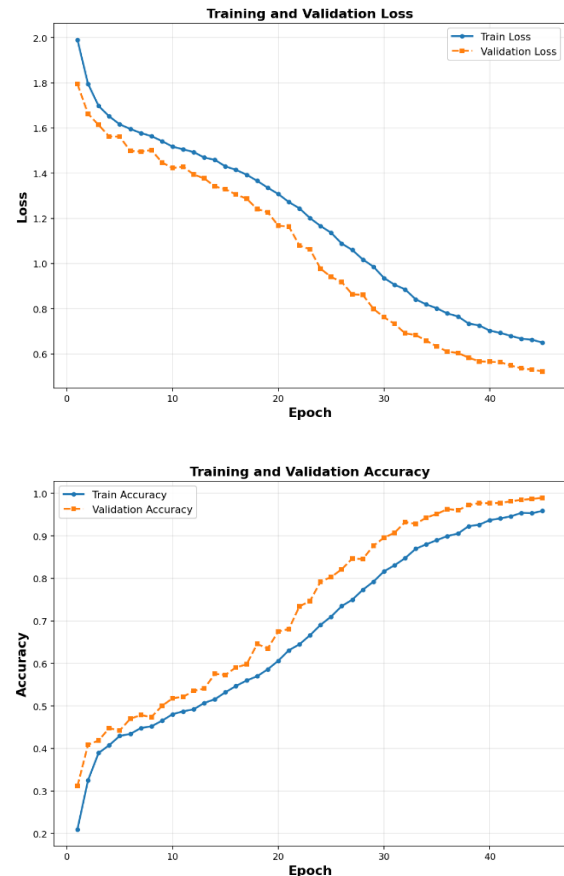 Training and Validation Loss
Train Loss
Validation Loss
2.0
1.8
1.6
1.4
1.2
1.0
0.8
0.6
Loss
0 10 20 30 40
Epoch
Training and Validation Accuracy
Train Accuracy
Validation Accuracy
1.0
0.9
0.8
0.7
0.6
0.5
0.4
0.3
0.2
Accuracy
0 10 20 30 40
Epoch